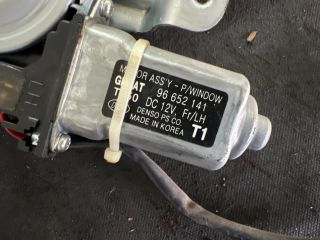 MOTOR ASS'Y - P/WINDOW
96 652 141
DC 12V, Fr/LH
DENSO PS CO.
MADE IN KOREA
T1